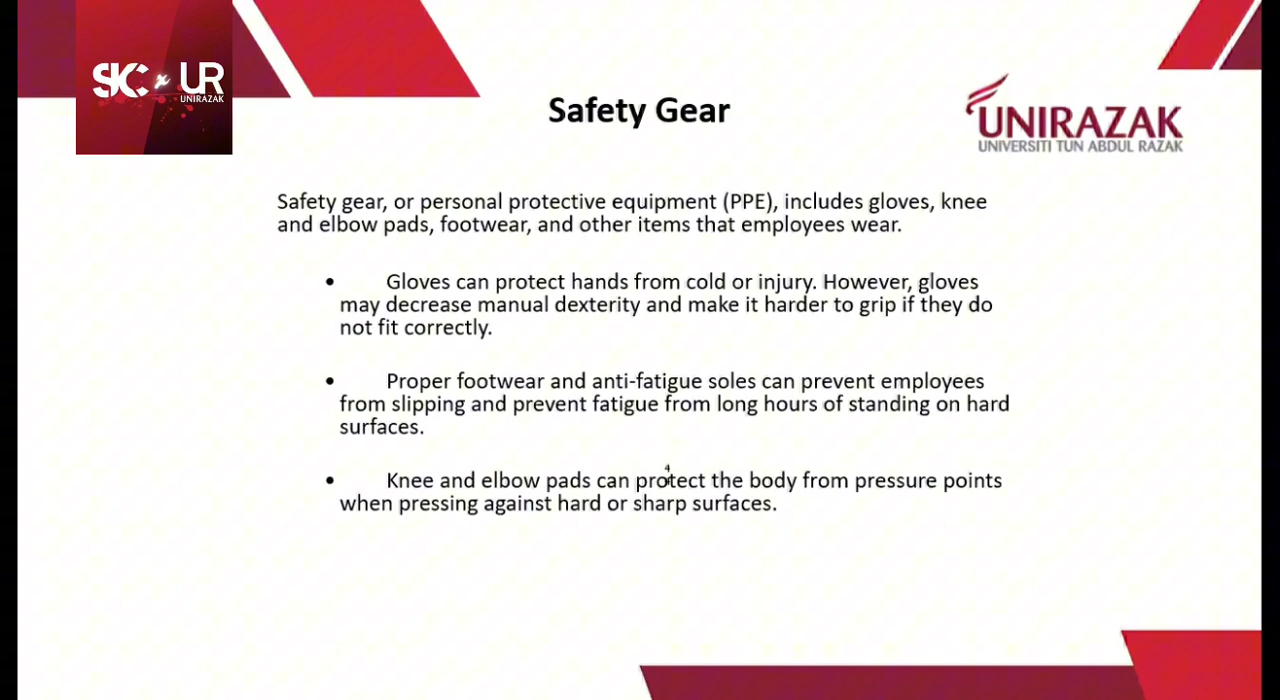 SIC x UR
UNIRAZAK
Safety Gear
UNIRAZAK
UNIVERSITI TUN ABDUL RAZAK
Safety gear, or personal protective equipment (PPE), includes gloves, knee
and elbow pads, footwear, and other items that employees wear.
• Gloves can protect hands from cold or injury. However, gloves
may decrease manual dexterity and make it harder to grip if they do
not fit correctly.
• Proper footwear and anti-fatigue soles can prevent employees
from slipping and prevent fatigue from long hours of standing on hard
surfaces.
4
• Knee and elbow pads can protect the body from pressure points
when pressing against hard or sharp surfaces.